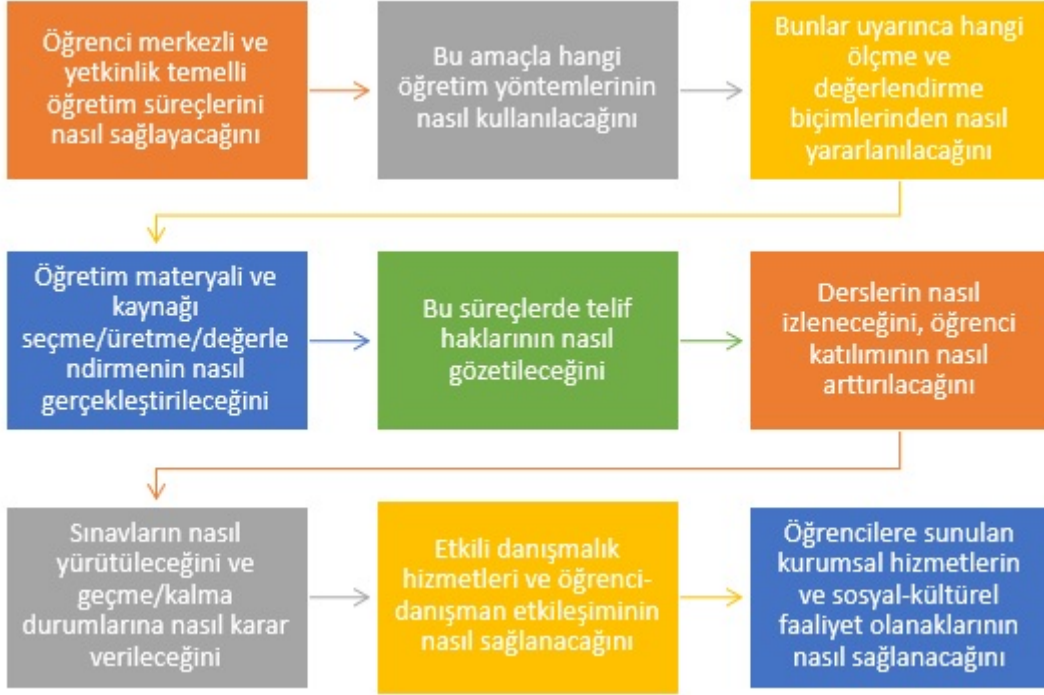 Öğrenci merkezli ve
yetkinlik temelli
öğretim süreçlerini
nasıl sağlayacağını
Bu amaçla hangi
öğretim yöntemlerinin
nasıl kullanılacağını
Bunlar uyarınca hangi
ölçme ve
değerlendirme
biçimlerinden nasıl
yararlanılacağını
Öğretim materyali ve
kaynağı
seçme/üretme/değerle
ndirmenin nasıl
gerçekleştirileceğini
Bu süreçlerde telif
haklarının nasıl
gözetileceğini
Derslerin nasıl
izleneceğini, öğrenci
katılımının nasıl
arttırılacağını
Sınavların nasıl
yürütüleceğini ve
geçme/kalma
durumlarına nasıl karar
verileceğini
Etkili danışmalık
hizmetleri ve öğrenci-
danışman etkileşiminin
nasıl sağlanacağını
Öğrencilere sunulan
kurumsal hizmetlerin
ve sosyal-kültürel
faaliyet olanaklarının
nasıl sağlanacağını